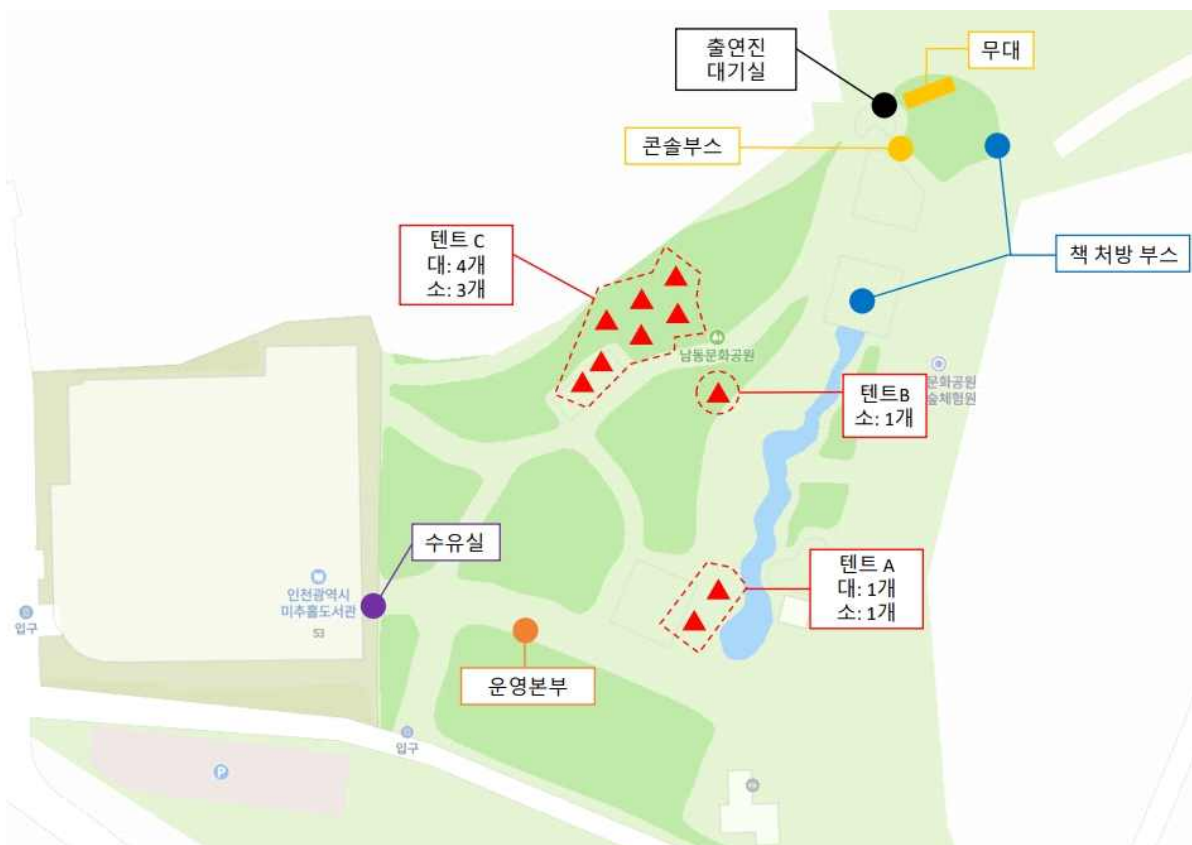 출연진
대기실
무대
콘솔부스
텐트 C
대: 4개
소: 3개
책 처방 부스
남동문화공원
문화공원
숲체험원
텐트B
소: 1개
수유실
텐트 A
대: 1개
소: 1개
인천광역시
미추홀도서관
53
입구
운영본부
입구
P